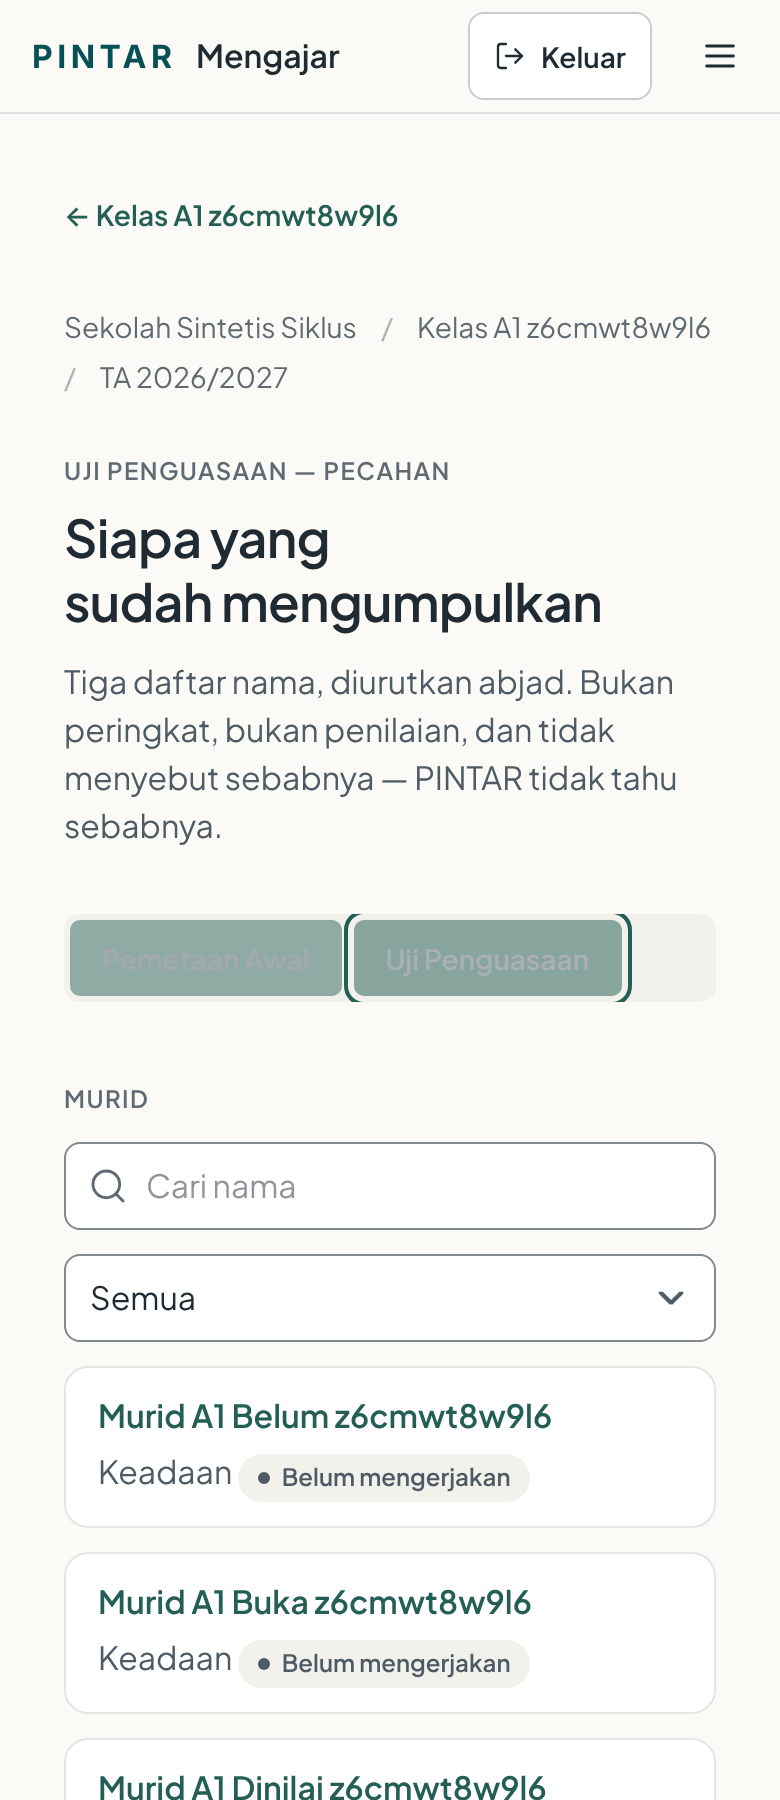 PINTAR Mengajar
Keluar
← Kelas A1 z6cmwt8w9l6
Sekolah Sintetis Siklus / Kelas A1 z6cmwt8w9l6
/ TA 2026/2027
UJI PENGUASAAN — PECAHAN
Siapa yang
sudah mengumpulkan
Tiga daftar nama, diurutkan abjad. Bukan
peringkat, bukan penilaian, dan tidak
menyebut sebabnya — PINTAR tidak tahu
sebabnya.
Pemetaan Awal
Uji Penguasaan
MURID
Cari nama
Semua
Murid A1 Belum z6cmwt8w9l6
Keadaan • Belum mengerjakan
Murid A1 Buka z6cmwt8w9l6
Keadaan • Belum mengerjakan
Murid A1 Dinilai z6cmwt8w9l6